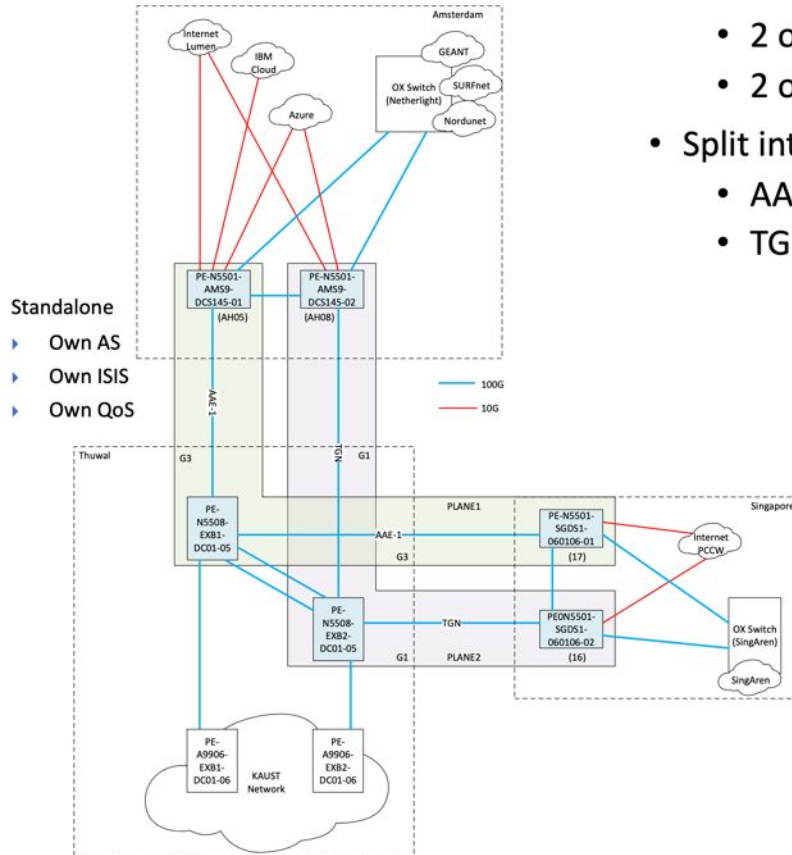 Amsterdam
Internet
Lumen
IBM
Cloud
Azure
GEANT
OX Switch
(Netherlight)
SURFnet
Nordunet
• 2 o
• 2 o
• Split int
• AA
• TG
PE-N5501-
AMS9-
DCS145-01
(AH05)
PE-N5501-
AMS9-
DCS145-02
(AH08)
Standalone
Own AS
Own ISIS
Own QoS
100G
10G
AAE-1
TGN
Thuwal
G3
G1
PE-
N5508-
EXB1-
DC01-05
AAE-1
PLANE1
G3
PE-N5501-
SGDS1-
060106-01
(17)
Singapore
Internet
PCCW
PE-
N5508-
EXB2-
DC01-05
TGN
G1
PLANE2
PE0N5501-
SGDS1-
060106-02
(16)
OX Switch
(SingAren)
SingAren
PE-
A9906-
EXB1-
DC01-06
KAUST
Network
PE-
A9906-
EXB2-
DC01-06